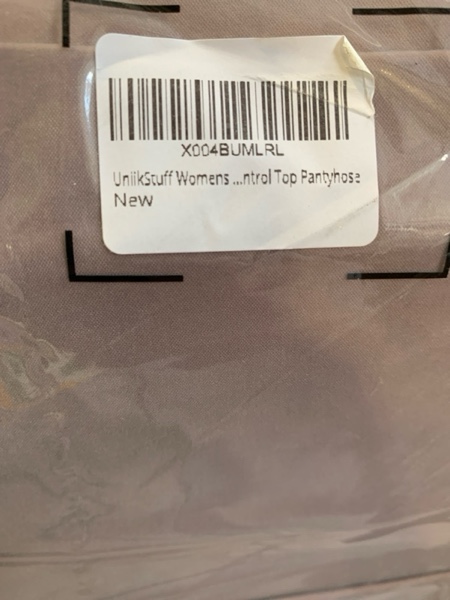 X004BUMLRL
UniikStuff Womens ...ntrol Top Pantyhose
New